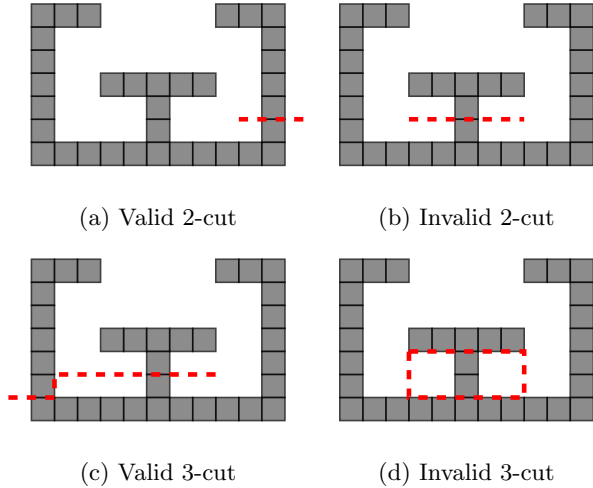 (a) Valid 2-cut
(b) Invalid 2-cut
(c) Valid 3-cut
(d) Invalid 3-cut